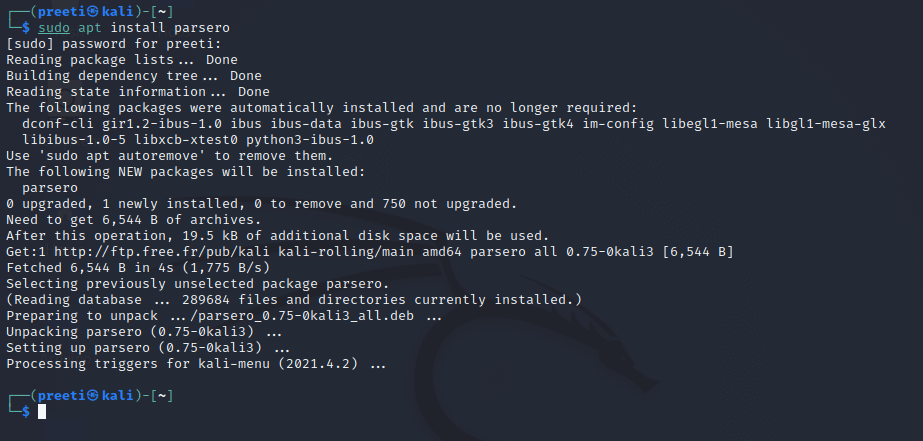 ┌──(preeti㉿kali)-[~]
└─$ sudo apt install parsero
[sudo] password for preeti:
Reading package lists... Done
Building dependency tree... Done
Reading state information... Done
The following packages were automatically installed and are no longer required:
  dconf-cli gir1.2-ibus-1.0 ibus ibus-data ibus-gtk ibus-gtk3 ibus-gtk4 im-config libegl1-mesa libgl1-mesa-glx
  libibus-1.0-5 libxcb-xtest0 python3-ibus-1.0
Use 'sudo apt autoremove' to remove them.
The following NEW packages will be installed:
  parsero
0 upgraded, 1 newly installed, 0 to remove and 750 not upgraded.
Need to get 6,544 B of archives.
After this operation, 19.5 kB of additional disk space will be used.
Get:1 http://ftp.free.fr/pub/kali kali-rolling/main amd64 parsero all 0.75-0kali3 [6,544 B]
Fetched 6,544 B in 4s (1,775 B/s)
Selecting previously unselected package parsero.
(Reading database ... 289684 files and directories currently installed.)
Preparing to unpack .../parsero_0.75-0kali3_all.deb ...
Unpacking parsero (0.75-0kali3) ...
Setting up parsero (0.75-0kali3) ...
Processing triggers for kali-menu (2021.4.2) ...
┌──(preeti㉿kali)-[~]
└─$